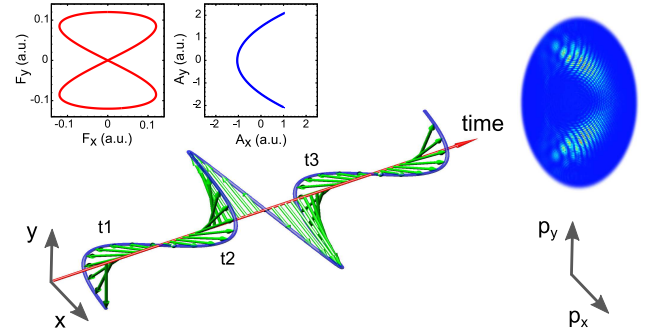 0.1
0
-0.1
Fy (a.u.)
-0.1 0 0.1
Fx (a.u.)
2
1
0
-1
-2
Ay (a.u.)
-1 0 1 2
Ax (a.u.)
time
t3
t1
t2
y
x
py
px